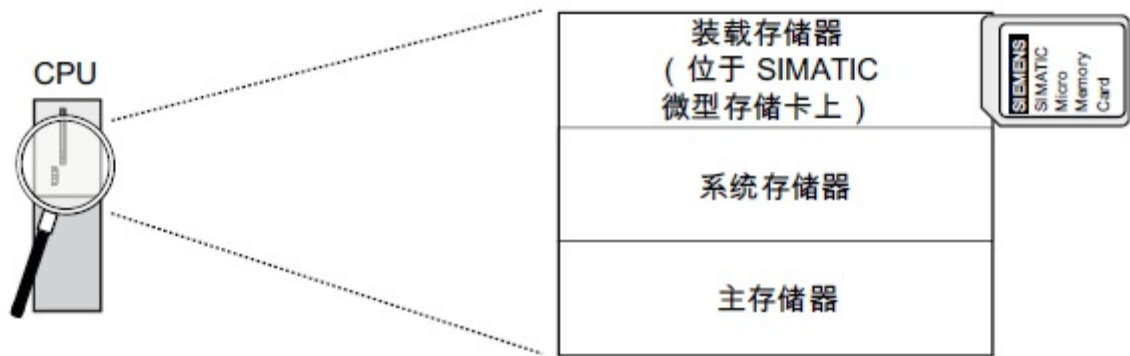 CPU
装载存储器
（位于 SIMATIC
微型存储卡上）
SIEMENS
SIMATIC
Micro
Memory
Card
系统存储器
主存储器